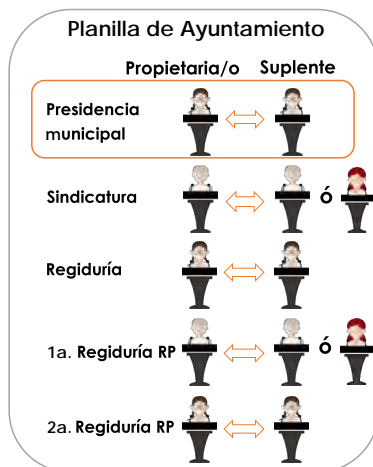 Planilla de Ayuntamiento
Propietaria/o Suplente
Presidencia
municipal
Sindicatura ó
Regiduría
1a. Regiduría RP ó
2a. Regiduría RP